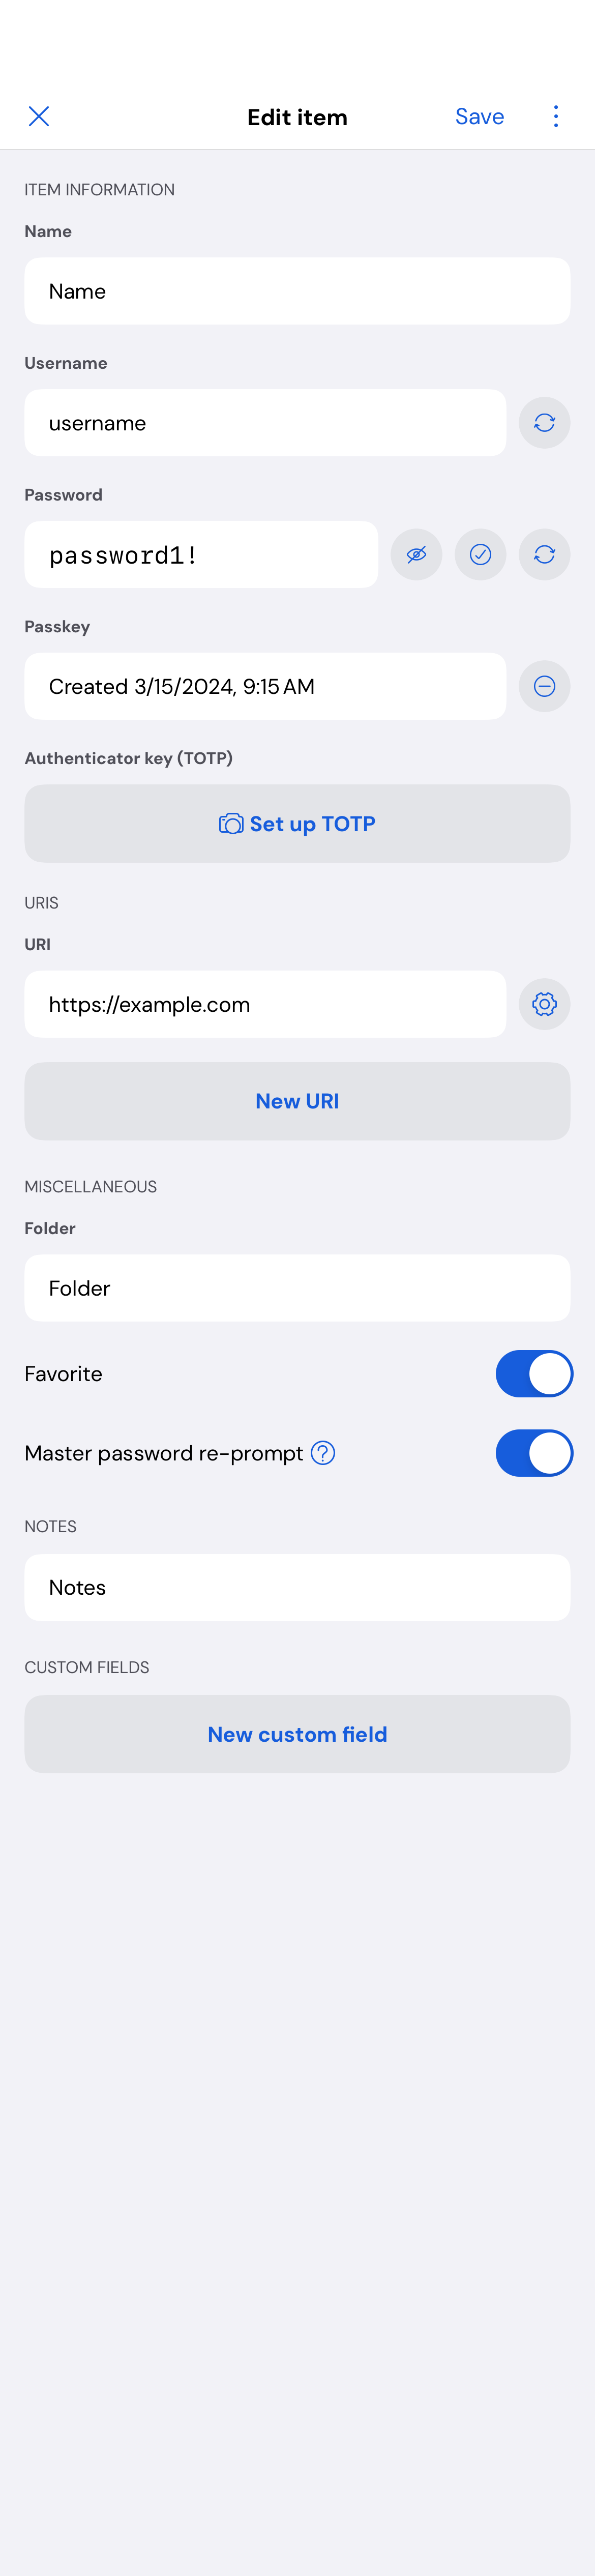 Edit item
Save
ITEM INFORMATION
Name
Name
Username
username
Password
password1!
Passkey
Created 3/15/2024, 9:15 AM
Authenticator key (TOTP)
Set up TOTP
URIS
URI
https://example.com
New URI
MISCELLANEOUS
Folder
Folder
Favorite
Master password re-prompt
NOTES
Notes
CUSTOM FIELDS
New custom field